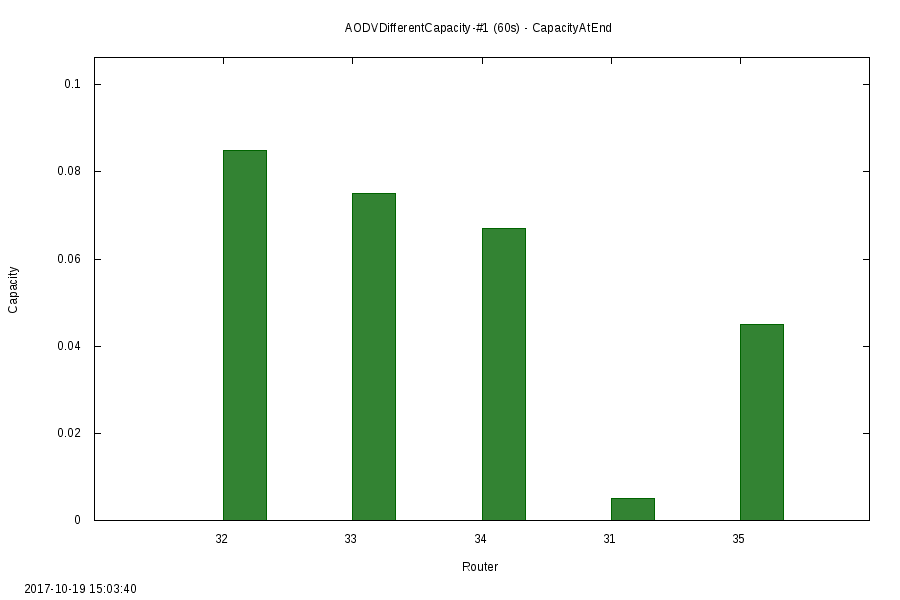 AODVDifferentCapacity-#1 (60s) - CapacityAtEnd
0.1
0.08
0.06
0.04
0.02
0
Capacity
32 33 34 31 35
Router
2017-10-19 15:03:40